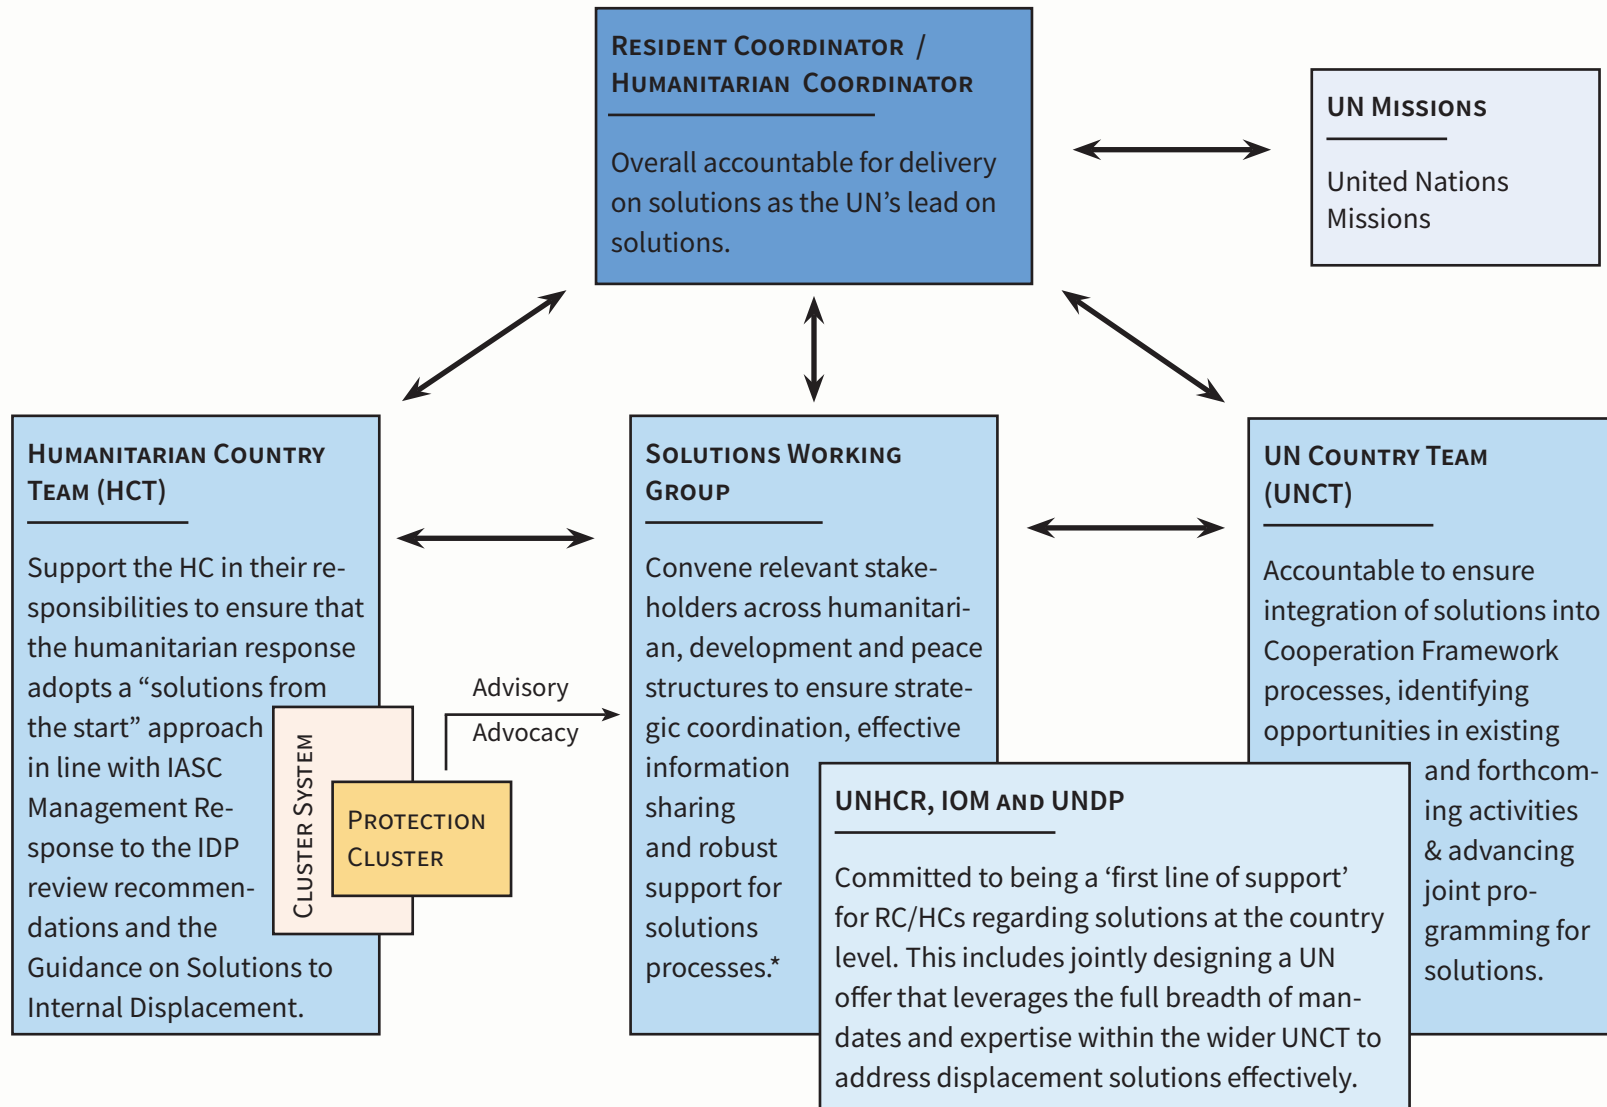 RESIDENT COORDINATOR /
HUMANITARIAN COORDINATOR
Overall accountable for delivery
on solutions as the UN’s lead on
solutions.
UN MISSIONS
United Nations
Missions
HUMANITARIAN COUNTRY
TEAM (HCT)
Support the HC in their re-
sponsibilities to ensure that
the humanitarian response
adopts a “solutions from
the start” approach
in line with IASC
Management Re-
sponse to the IDP
review recommen-
dations and the
Guidance on Solutions to
Internal Displacement.
CLUSTER SYSTEM
PROTECTION
CLUSTER
Advisory
Advocacy
SOLUTIONS WORKING
GROUP
Convene relevant stake-
holders across humanitari-
an, development and peace
structures to ensure strate-
gic coordination, effective
information
sharing
and robust
support for
solutions
processes.*
UN COUNTRY TEAM
(UNCT)
Accountable to ensure
integration of solutions into
Cooperation Framework
processes, identifying
opportunities in existing
and forthcom-
ing activities
& advancing
joint pro-
gramming for
solutions.
UNHCR, IOM AND UNDP
Committed to being a ‘first line of support’
for RC/HCs regarding solutions at the country
level. This includes jointly designing a UN
offer that leverages the full breadth of man-
dates and expertise within the wider UNCT to
address displacement solutions effectively.